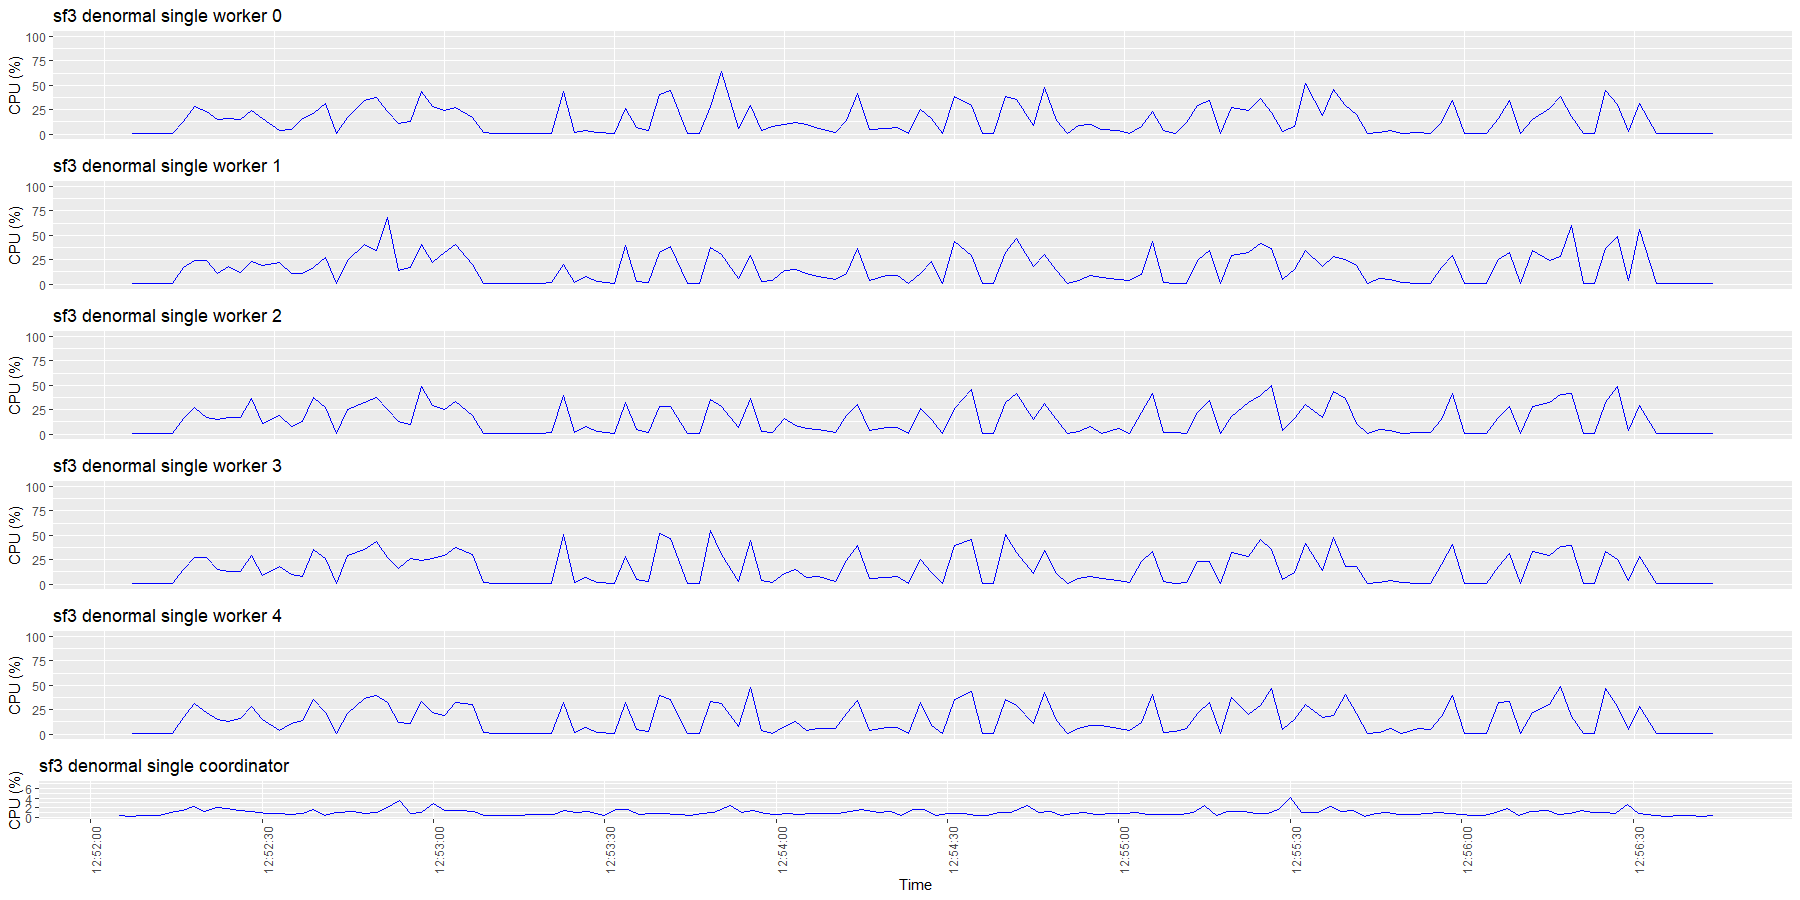 sf3 denormal single worker 0
CPU (%)
100
75
50
25
0
sf3 denormal single worker 1
CPU (%)
100
75
50
25
0
sf3 denormal single worker 2
CPU (%)
100
75
50
25
0
sf3 denormal single worker 3
CPU (%)
100
75
50
25
0
sf3 denormal single worker 4
CPU (%)
100
75
50
25
0
sf3 denormal single coordinator
CPU (%)
6
4
2
0
12:52:00 12:52:30 12:53:00 12:53:30 12:54:00 12:54:30 12:55:00 12:55:30 12:56:00 12:56:30
Time